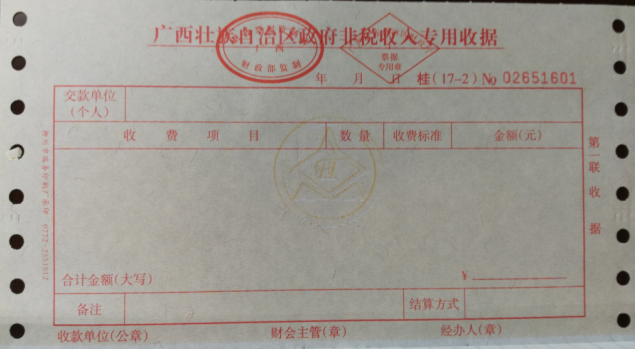 广西壮族自治区政府非税收入专用收据
广西
财政部监制
票据
专用章
年 月 日 桂(17-2) No 02651601
交款单位
(个人)
收费项目 数量 收费标准 金额(元)
第一联收据
合计金额(大写) ¥
备注 结算方式
收款单位(公章) 财会主管(章) 经办人(章)